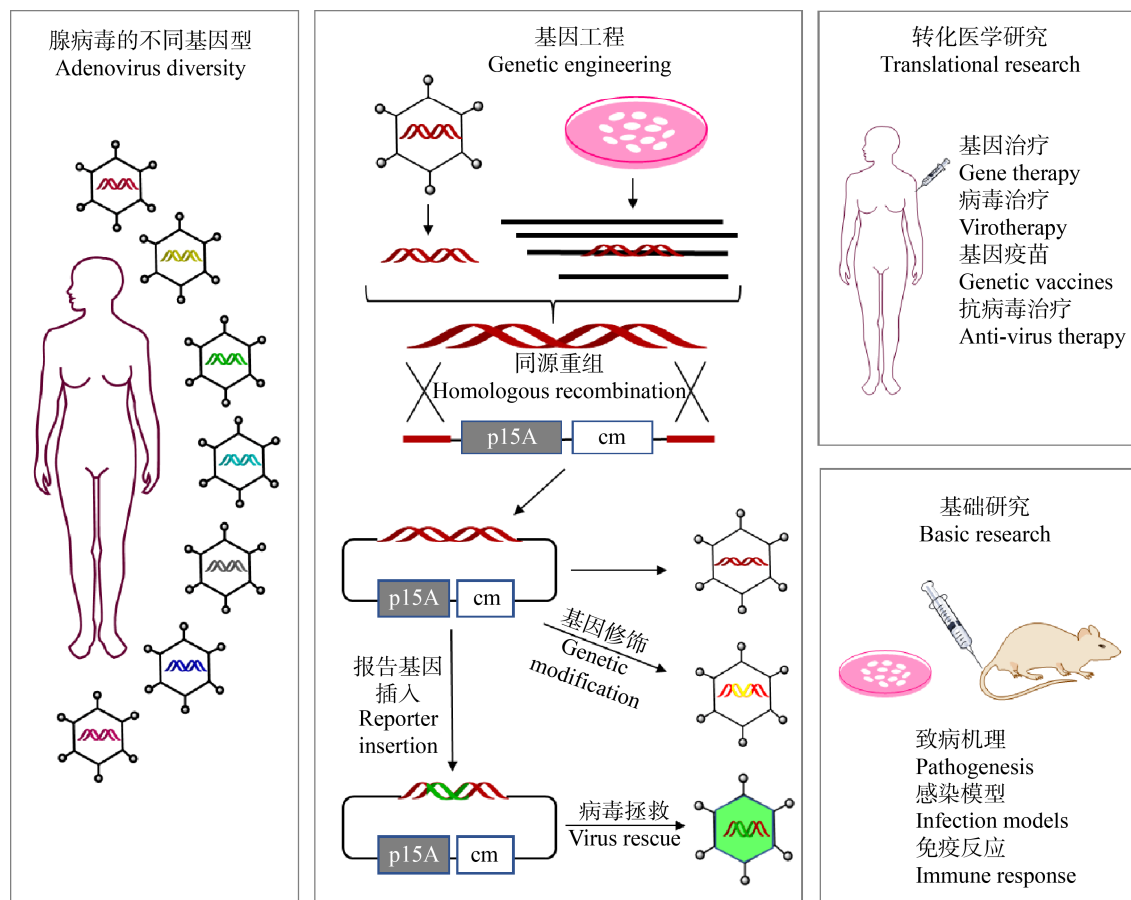 腺病毒的不同基因型
Adenovirus diversity
基因工程
Genetic engineering
同源重组
Homologous recombination
p15A
cm
p15A
cm
基因修饰
Genetic
modification
报告基因
插入
Reporter
insertion
p15A
cm
病毒拯救
Virus rescue
转化医学研究
Translational research
基因治疗
Gene therapy
病毒治疗
Virotherapy
基因疫苗
Genetic vaccines
抗病毒治疗
Anti-virus therapy
基础研究
Basic research
致病机理
Pathogenesis
感染模型
Infection models
免疫反应
Immune response